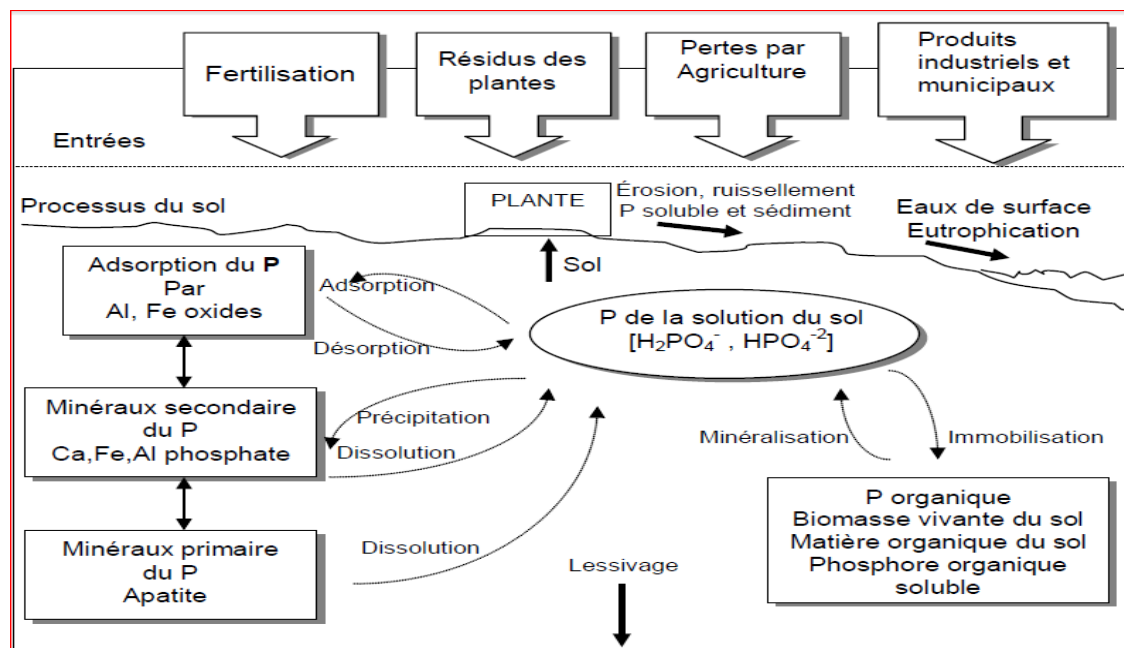 Fertilisation
Résidus des
plantes
Pertes par
Agriculture
Produits
industriels et
municipaux
Entrées
Processus du sol
PLANTE
Érosion, ruissellement
P soluble et sédiment
Eaux de surface
Eutrophication
Sol
Adsorption du P
Par
Al, Fe oxides
Adsorption
Désorption
P de la solution du sol
[H₂PO₄⁻ , HPO₄⁻²]
Minéraux secondaire
du P
Ca,Fe,Al phosphate
Précipitation
Dissolution
Minéralisation
Immobilisation
Minéraux primaire
du P
Apatite
Dissolution
Lessivage
P organique
Biomasse vivante du sol
Matière organique du sol
Phosphore organique
soluble